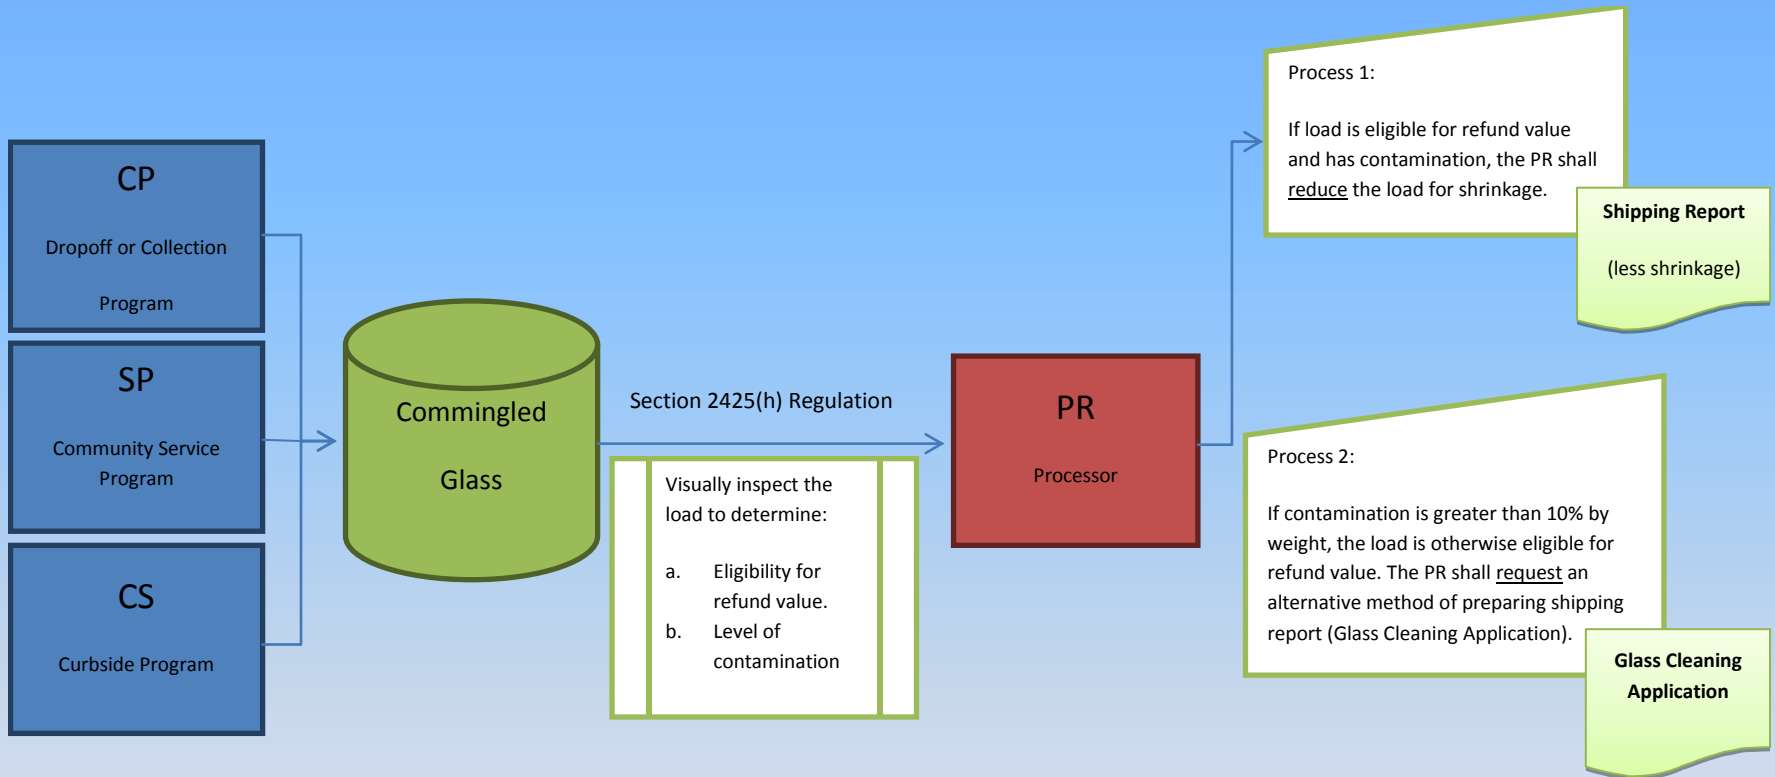 CP
Dropoff or Collection
Program
SP
Community Service
Program
CS
Curbside Program
Commingled
Glass
Section 2425(h) Regulation
Visually inspect the
load to determine:
a. Eligibility for
refund value.
b. Level of
contamination
PR
Processor
Process 1:
If load is eligible for refund value
and has contamination, the PR shall
reduce the load for shrinkage.
Shipping Report
(less shrinkage)
Process 2:
If contamination is greater than 10% by
weight, the load is otherwise eligible for
refund value. The PR shall request an
alternative method of preparing shipping
report (Glass Cleaning Application).
Glass Cleaning
Application